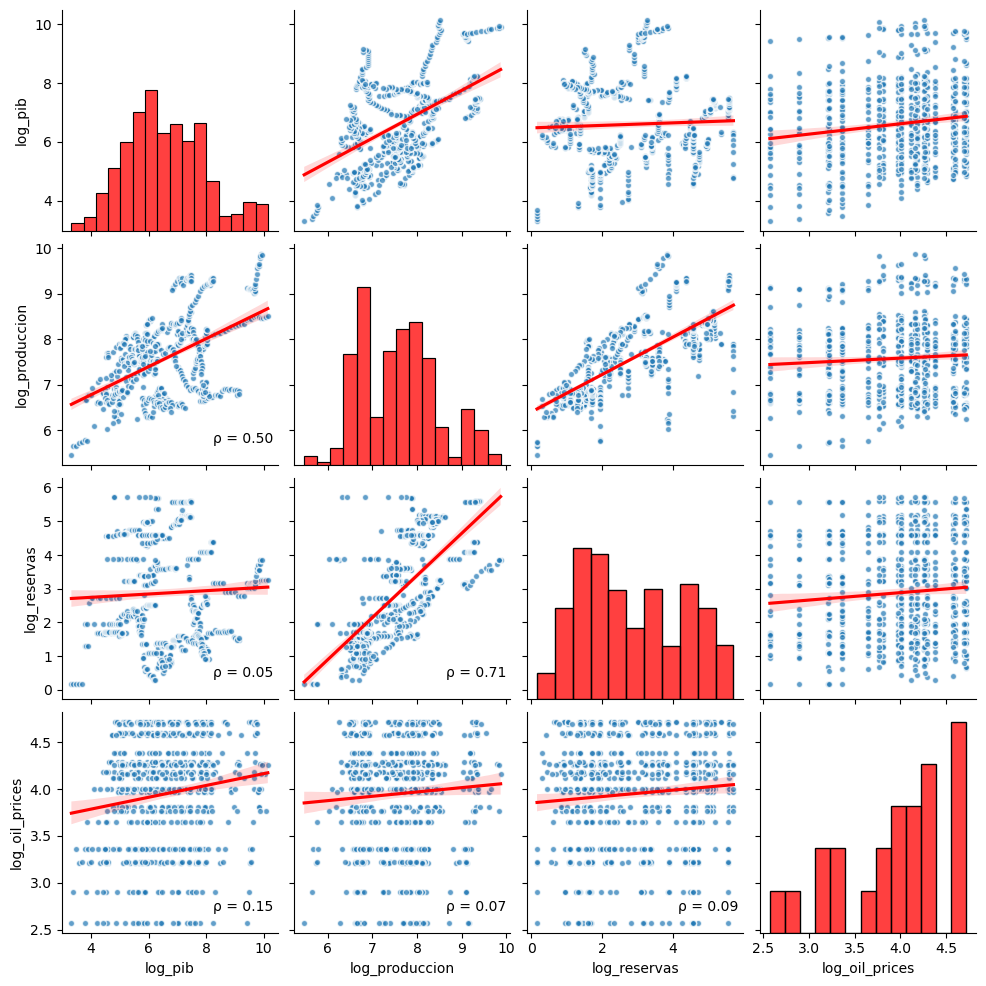 10
8
6
4
log_pib
10
9
8
7
6
log_produccion
ρ = 0.50
6
5
4
3
2
1
0
log_reservas
ρ = 0.05
ρ = 0.71
4.5
4.0
3.5
3.0
2.5
log_oil_prices
ρ = 0.15
ρ = 0.07
ρ = 0.09
4 6 8 10
6 7 8 9 10
0 2 4
2.5 3.0 3.5 4.0 4.5
log_pib
log_produccion
log_reservas
log_oil_prices